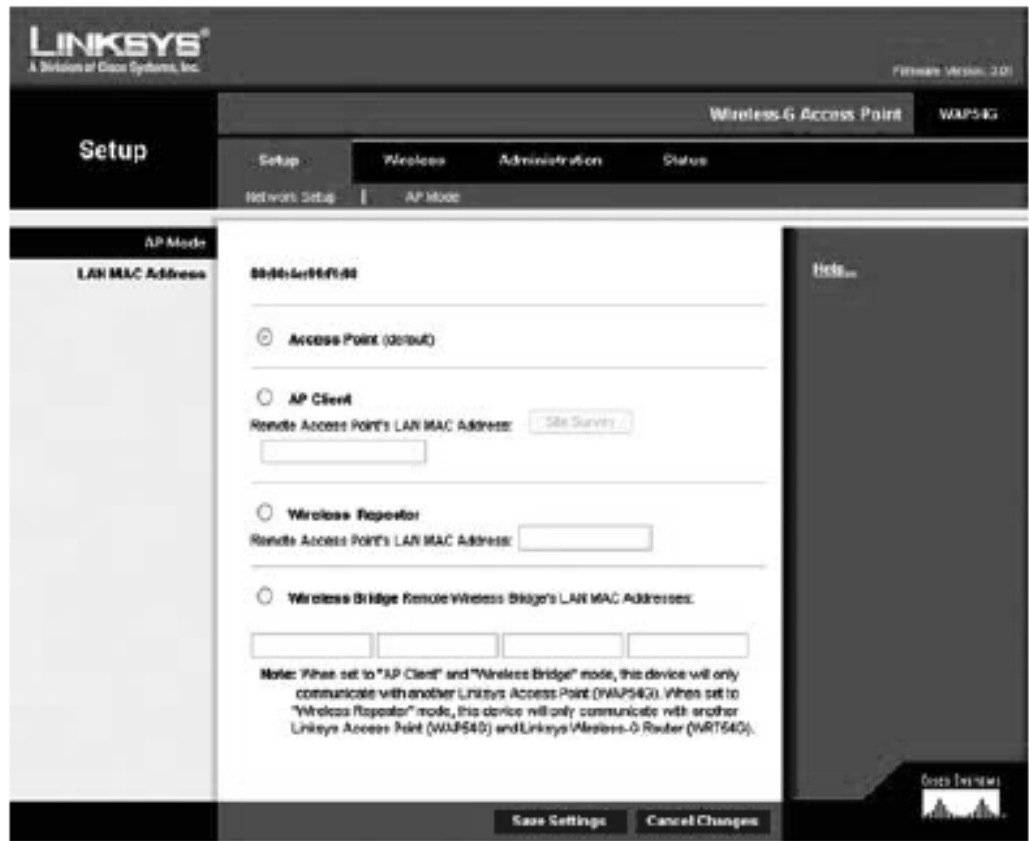 LINKSYS®
A Division of Cisco Systems, Inc.
Firmware Version: 3.01
Wireless-G Access Point WAP54G
Setup
Setup Wireless Administration Status
Network Setup | AP Mode
AP Mode
LAN MAC Address
Help...
Access Point (default)
AP Client
Remote Access Point's LAN MAC Address: Site Survey
Wireless Repeater
Remote Access Point's LAN MAC Address:
Wireless Bridge Remote Wireless Bridge's LAN MAC Addresses:
Note: When set to "AP Client" and "Wireless Bridge" mode, this device will only
communicate with another Linksys Access Point (WAP54G). When set to
"Wireless Repeater" mode, this device will only communicate with another
Linksys Access Point (WAP54G) and Linksys Wireless-G Router (WRT54G).
Save Settings Cancel Changes
CISCO SYSTEMS